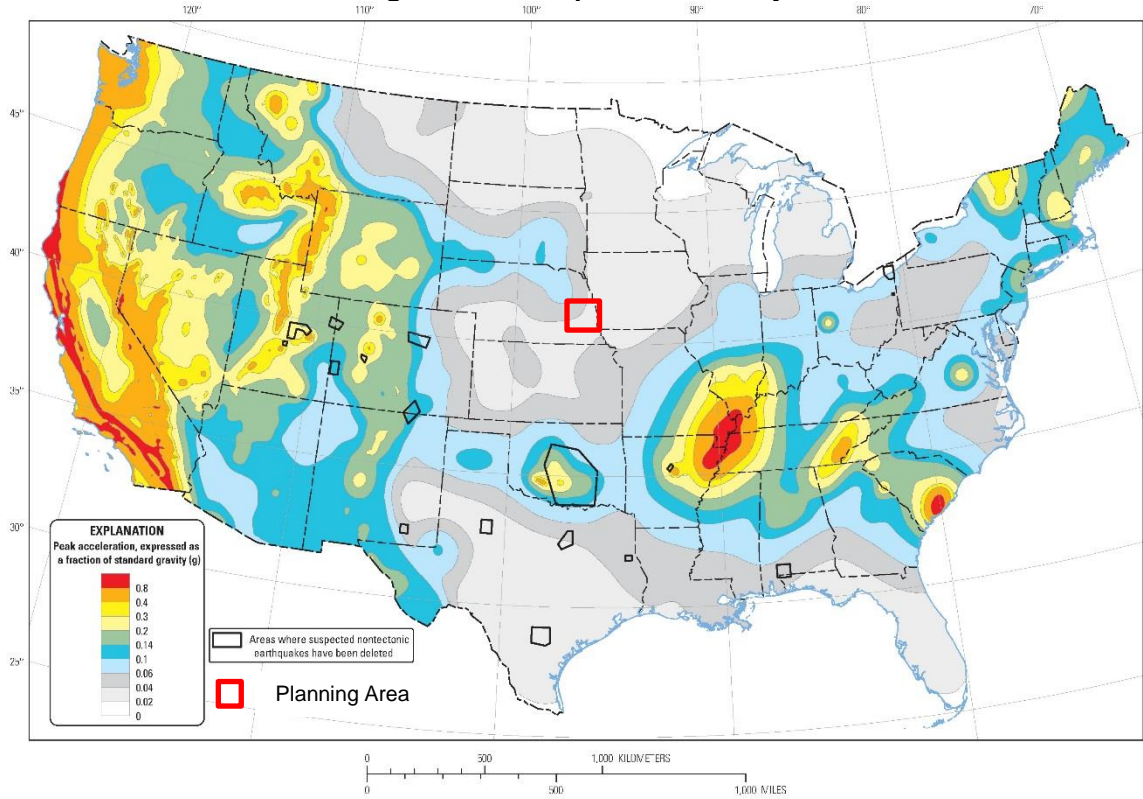 120°
110°
100°
90°
80°
70°
45°
40°
35°
30°
25°
EXPLANATION
Peak acceleration, expressed as
a fraction of standard gravity (g)
0.8
0.4
0.3
0.2
0.14
0.1
0.06
0.04
0.02
0
Areas where suspected nontectonic
earthquakes have been deleted
Planning Area
0 500 1,000 KILOMETERS
0 500 1,000 MILES